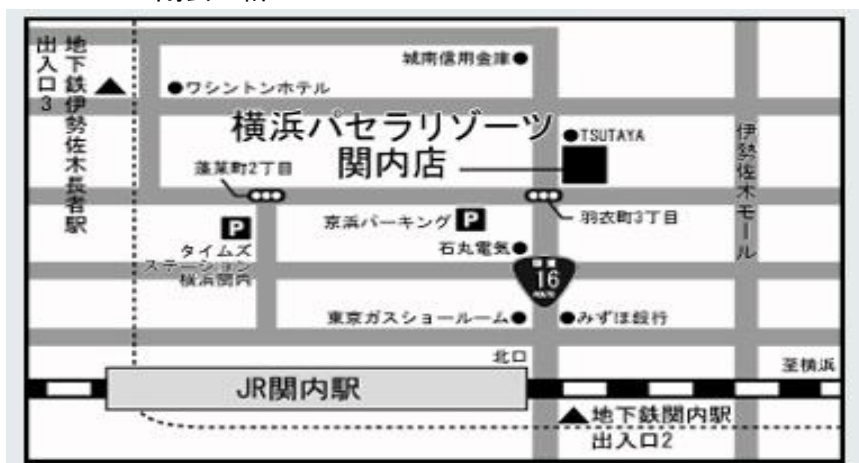 地下鉄伊勢佐木長者駅
出入口3
城南信用金庫
ワシントンホテル
横浜パセラリゾーツ
関内店
TSUTAYA
伊勢佐木モール
蓬莱町2丁目
羽衣町3丁目
P
タイムズ
ステーション
横浜関内
京浜パーキング P
石丸電気
16
東京ガスショールーム
みずほ銀行
北口
至横浜
JR関内駅
地下鉄関内駅
出入口2